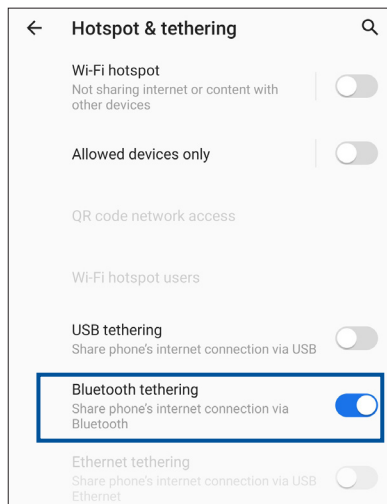 Hotspot & tethering
Wi-Fi hotspot
Not sharing internet or content with
other devices
Allowed devices only
QR code network access
Wi-Fi hotspot users
USB tethering
Share phone's internet connection via USB
Bluetooth tethering
Share phone's internet connection via
Bluetooth
Ethernet tethering
Share phone's internet connection via USB
Ethernet